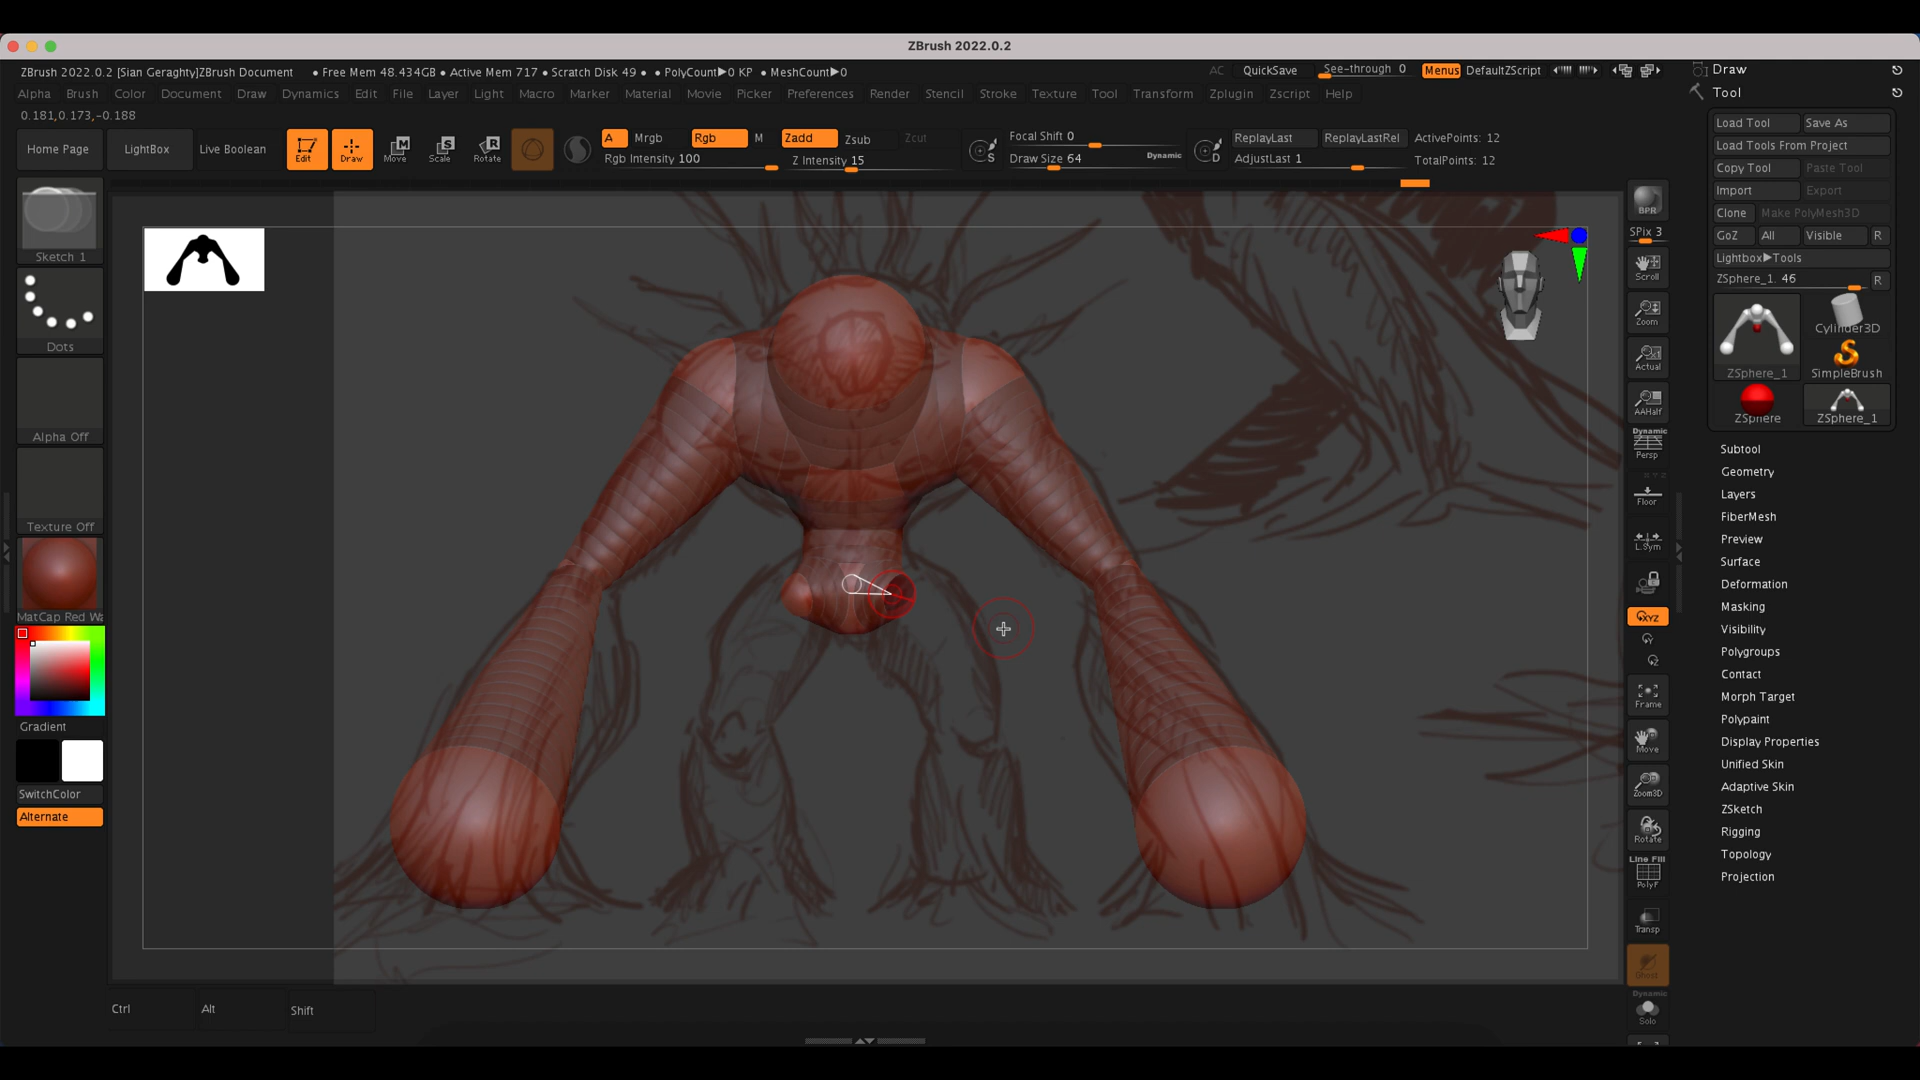 ZBrush 2022.0.2
ZBrush 2022.0.2 [Sian Geraghty]ZBrush Document • Free Mem 48.434GB • Active Mem 717 • Scratch Disk 49 • • PolyCount▶0 KP • MeshCount▶0 AC QuickSave See-through 0 Menus DefaultZScript
Alpha Brush Color Document Draw Dynamics Edit File Layer Light Macro Marker Material Movie Picker Preferences Render Stencil Stroke Texture Tool Transform Zplugin Zscript Help
0.181,0.173,-0.188
Home Page LightBox Live Boolean Edit Draw Move Scale Rotate
A Mrgb Rgb M Zadd Zsub Zcut
Rgb Intensity 100 Z Intensity 15
Focal Shift 0
Draw Size 64 Dynamic
ReplayLast ReplayLastRel ActivePoints: 12
AdjustLast 1 TotalPoints: 12
Sketch 1
Dots
Alpha Off
Texture Off
MatCap Red Wa
Gradient
SwitchColor
Alternate
Ctrl Alt Shift
BPR
SPix 3
Scroll
Zoom
Actual
AAHalf
Dynamic
Persp
Floor
L.Sym
XYZ
Y
Z
Frame
Move
Zoom3D
Rotate
Line Fill
PolyF
Transp
Ghost
Dynamic
Solo
Draw
Tool
Load Tool Save As
Load Tools From Project
Copy Tool Paste Tool
Import Export
Clone Make PolyMesh3D
GoZ All Visible R
Lightbox▶Tools
ZSphere_1. 46 R
ZSphere_1 Cylinder3D
SimpleBrush
ZSphere ZSphere_1
Subtool
Geometry
Layers
FiberMesh
Preview
Surface
Deformation
Masking
Visibility
Polygroups
Contact
Morph Target
Polypaint
Display Properties
Unified Skin
Adaptive Skin
ZSketch
Rigging
Topology
Projection